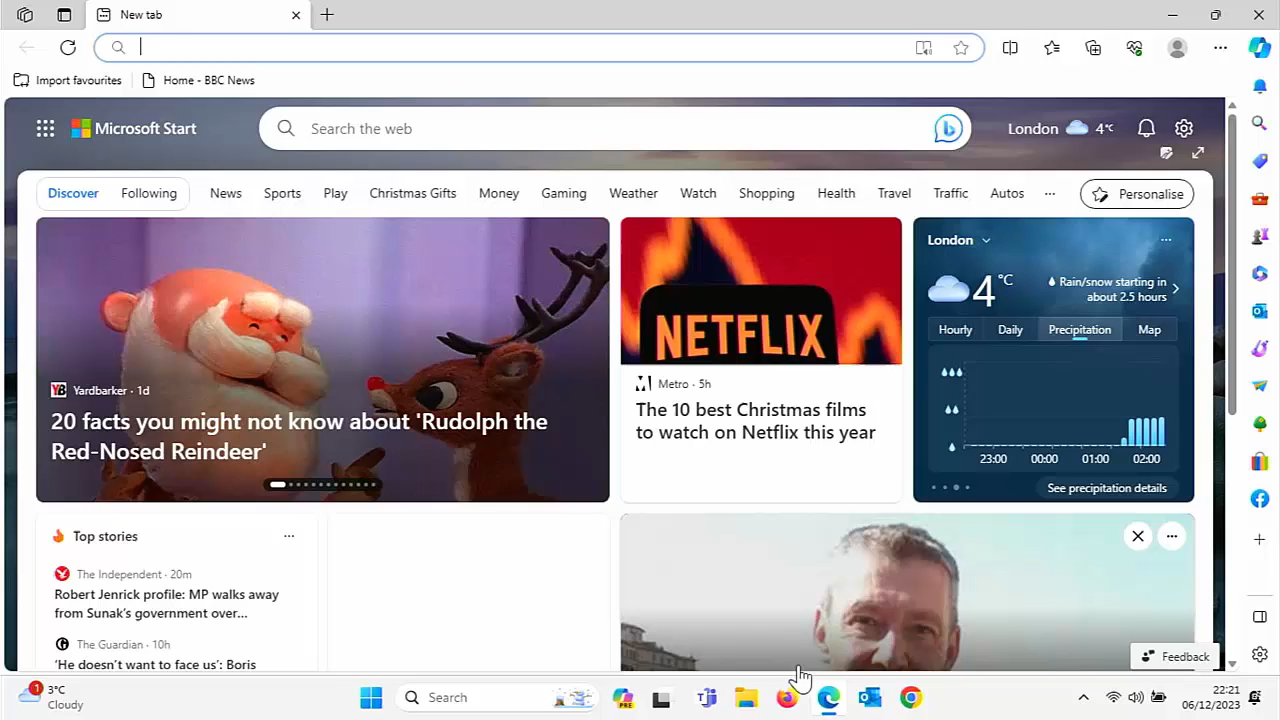 New tab
Import favourites
Home - BBC News
Microsoft Start
Search the web
London 4°C
Discover
Following
News
Sports
Play
Christmas Gifts
Money
Gaming
Weather
Watch
Shopping
Health
Travel
Traffic
Autos
Personalise
Yardbarker · 1d
20 facts you might not know about 'Rudolph the
Red-Nosed Reindeer'
NETFLIX
Metro · 5h
The 10 best Christmas films
to watch on Netflix this year
London
4°C
Rain/snow starting in
about 2.5 hours
Hourly
Daily
Precipitation
Map
23:00
00:00
01:00
02:00
See precipitation details
Top stories
The Independent · 20m
Robert Jenrick profile: MP walks away
from Sunak's government over...
The Guardian · 10h
'He doesn't want to face us': Boris
Feedback
1
3°C
Cloudy
Search
PRE
22:21
06/12/2023